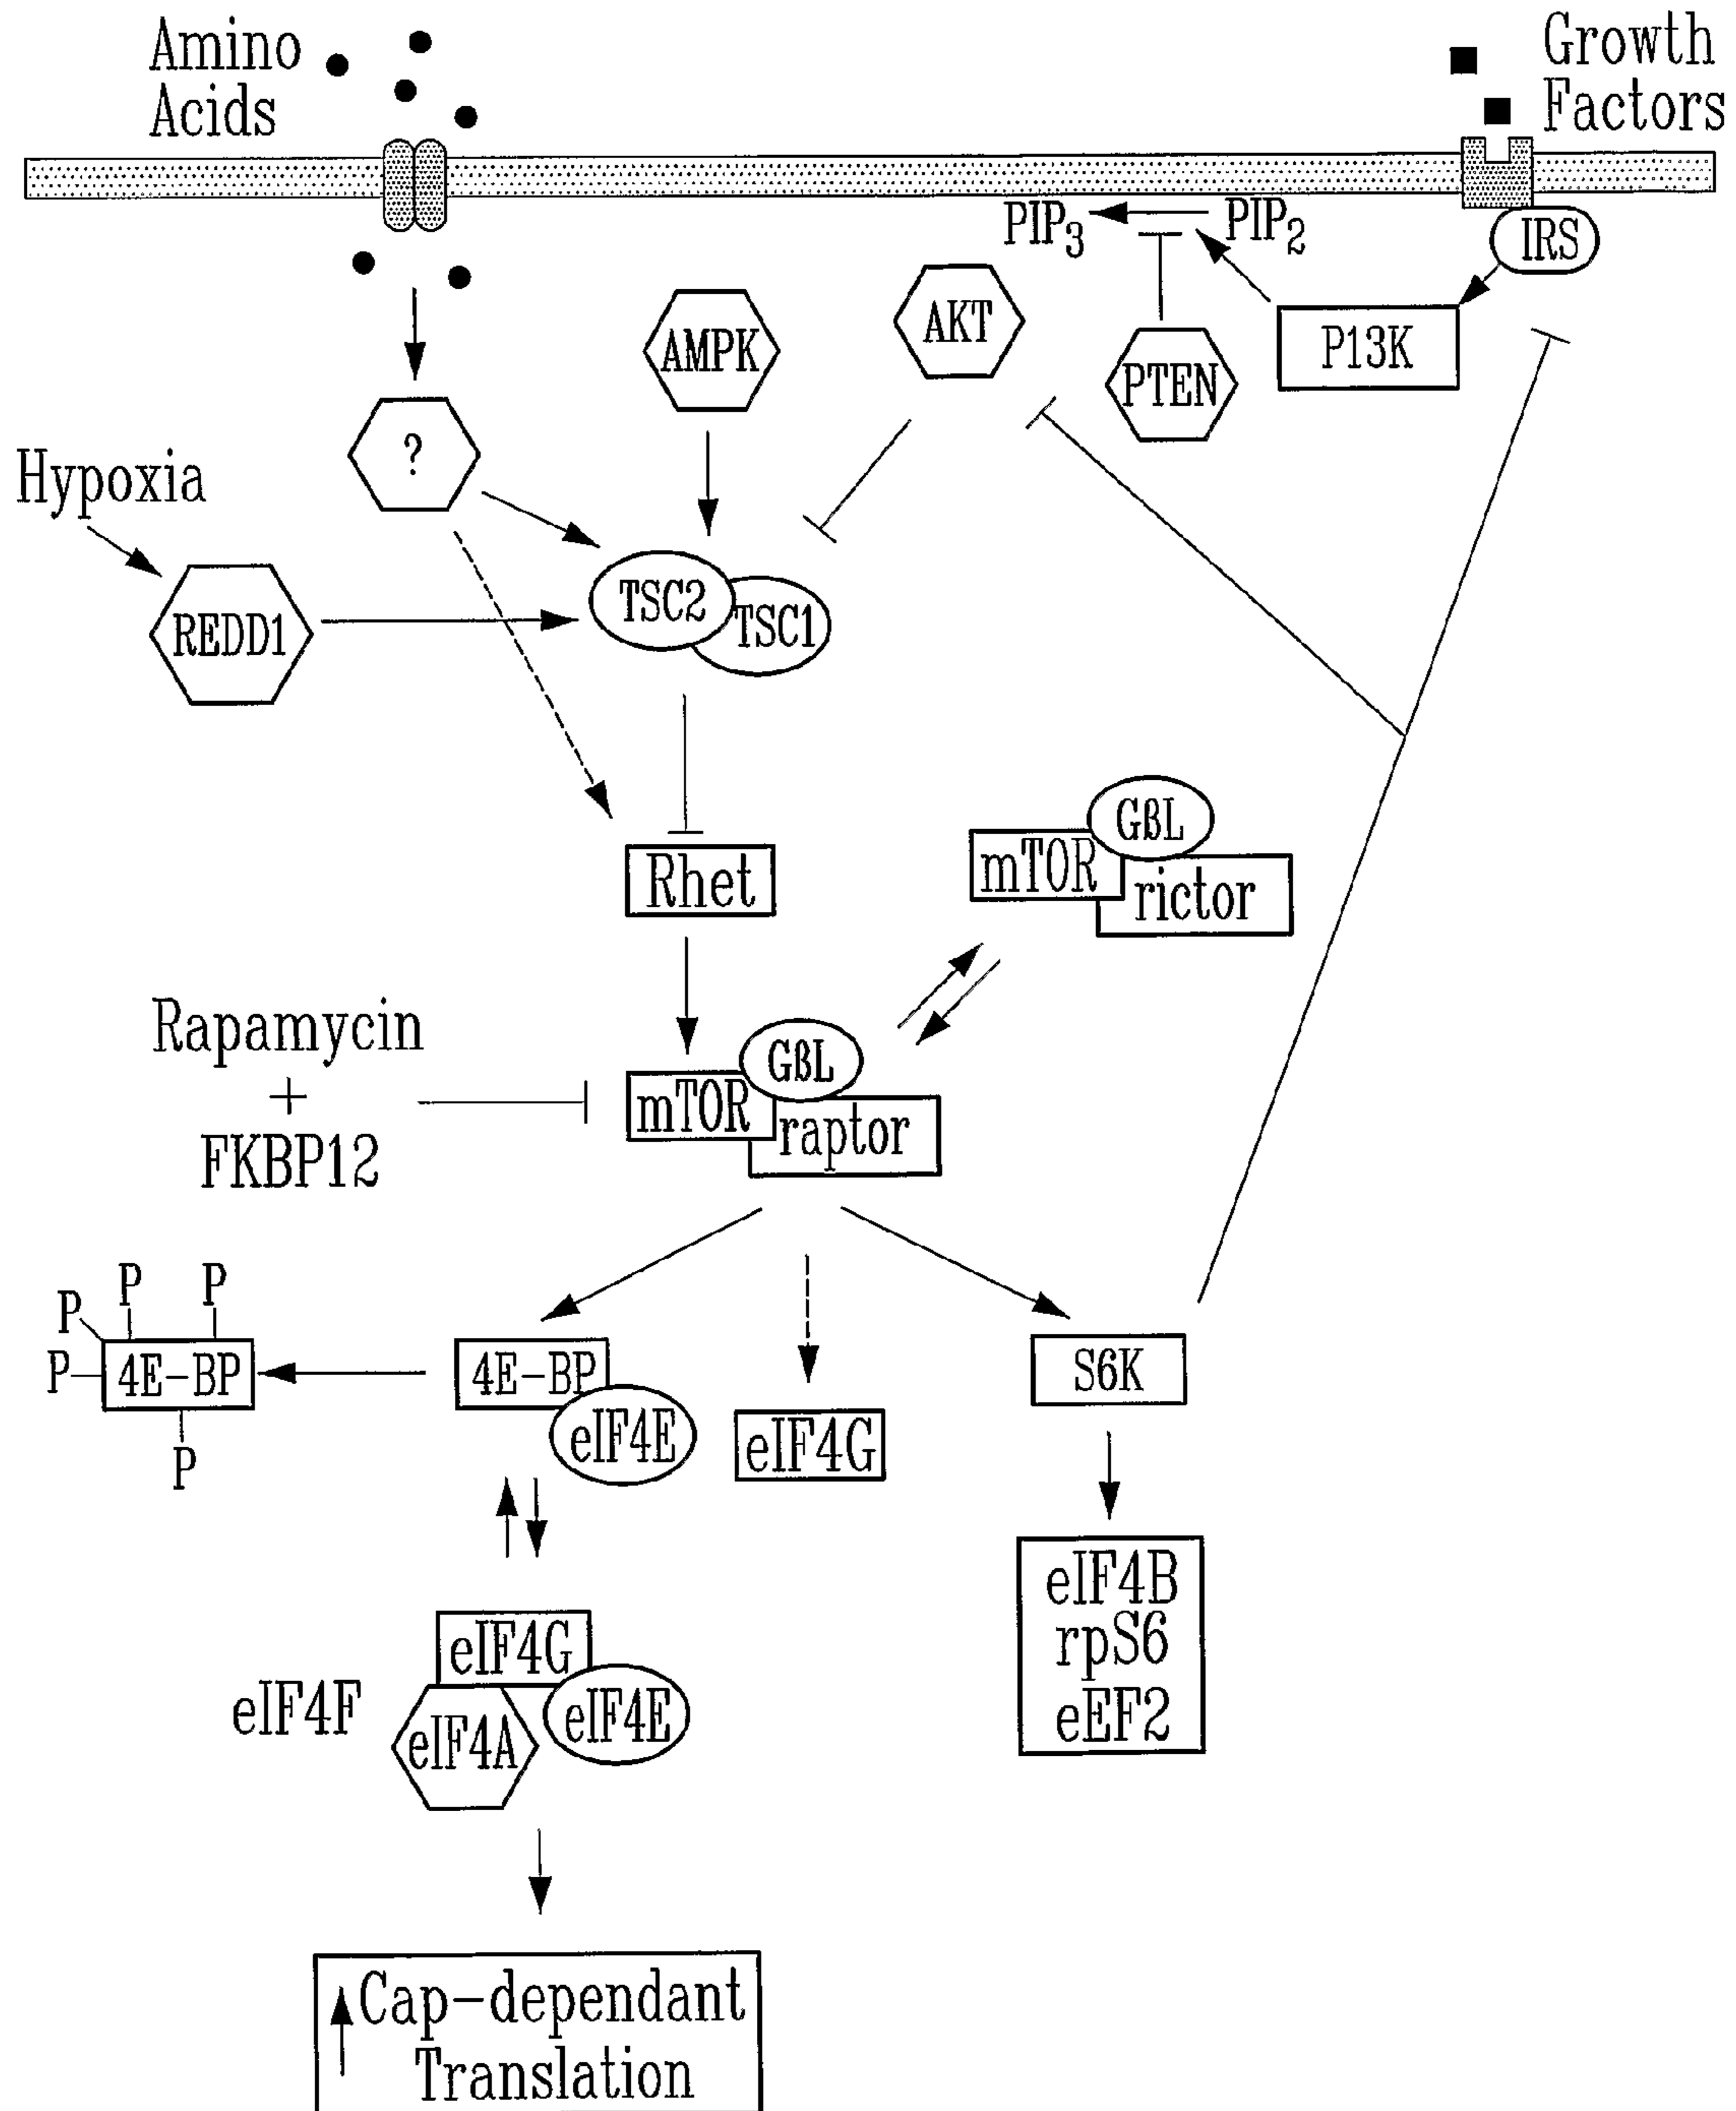 Amino
Acids
Growth
Factors
PIP3
PIP2
IRS
AKT
AMPK
P13K
PTEN
?
Hypoxia
TSC2
TSC1
REDD1
GβL
mTOR
rictor
Rhet
Rapamycin
+
FKBP12
GβL
mTOR
raptor
P
P
P
P
4E-BP
P
4E-BP
eIF4E
eIF4G
S6K
eIF4B
rpS6
eEF2
eIF4F
eIF4G
eIF4A
eIF4E
Cap-dependant
Translation